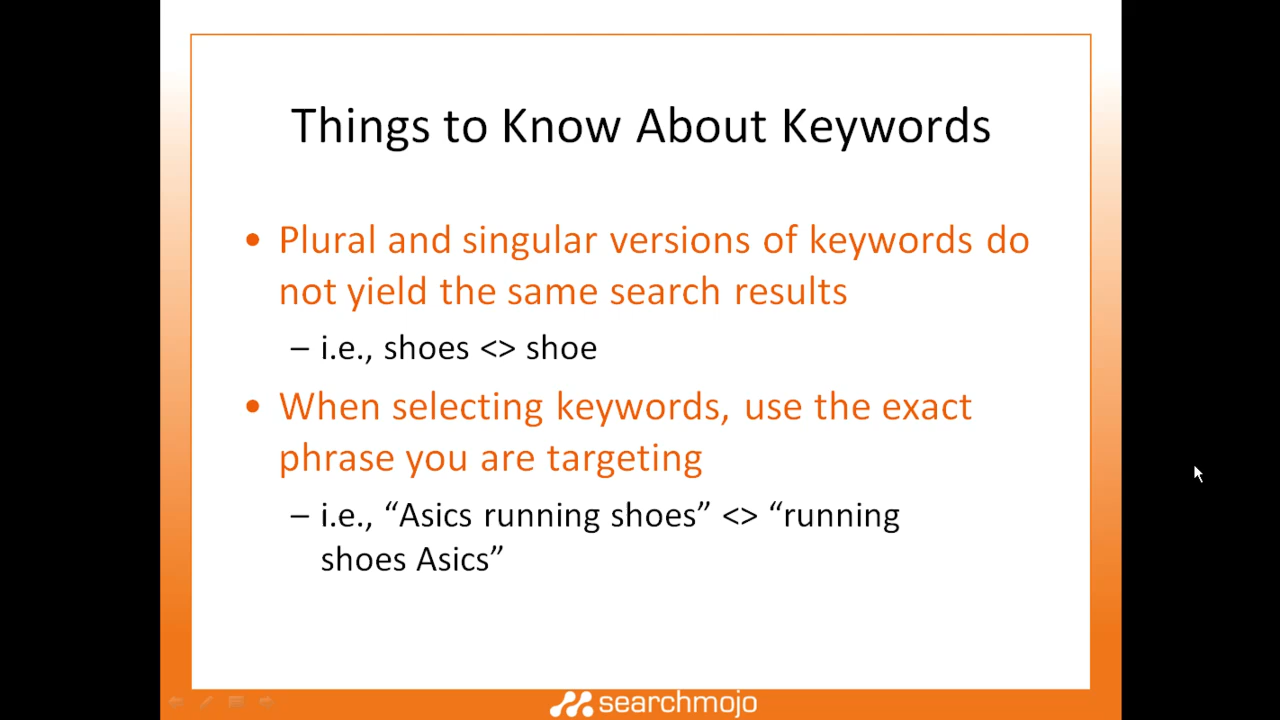 Things to Know About Keywords
• Plural and singular versions of keywords do
not yield the same search results
– i.e., shoes <> shoe
• When selecting keywords, use the exact
phrase you are targeting
– i.e., “Asics running shoes” <> “running
shoes Asics”
searchmojo